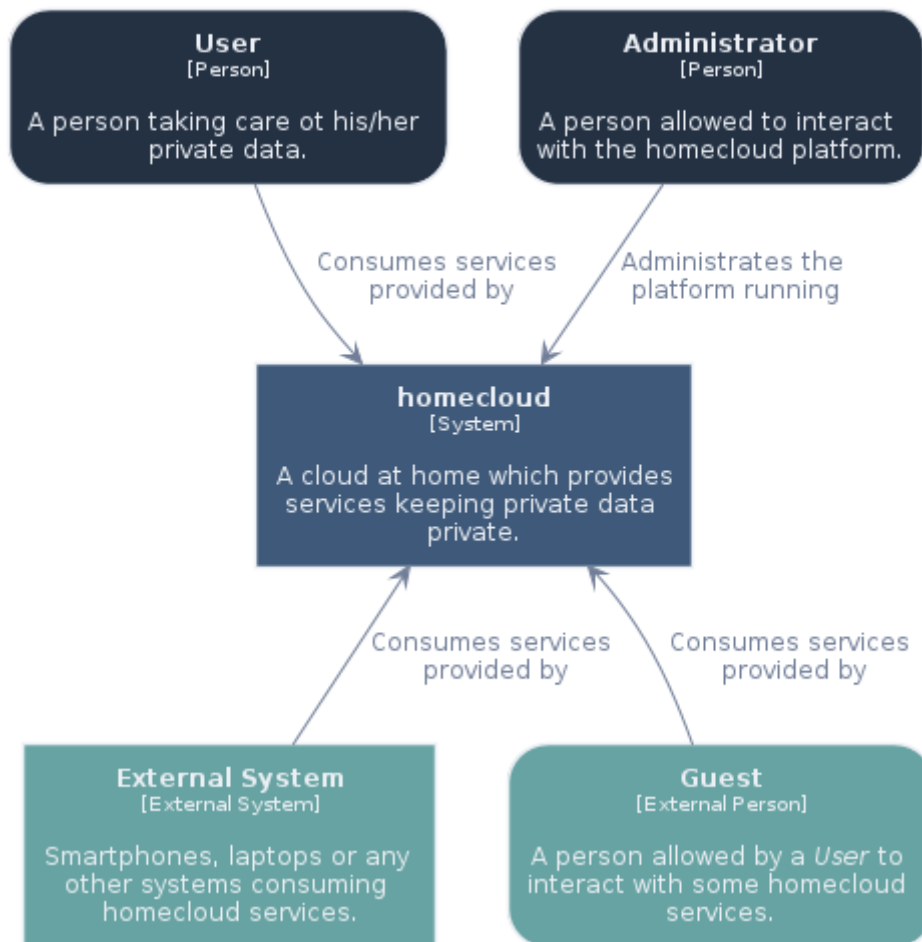 User
[Person]
A person taking care ot his/her
private data.
Administrator
[Person]
A person allowed to interact
with the homecloud platform.
Consumes services
provided by
Administrates the
platform running
homecloud
[System]
A cloud at home which provides
services keeping private data
private.
Consumes services
provided by
Consumes services
provided by
External System
[External System]
Smartphones, laptops or any
other systems consuming
homecloud services.
Guest
[External Person]
A person allowed by a User to
interact with some homecloud
services.